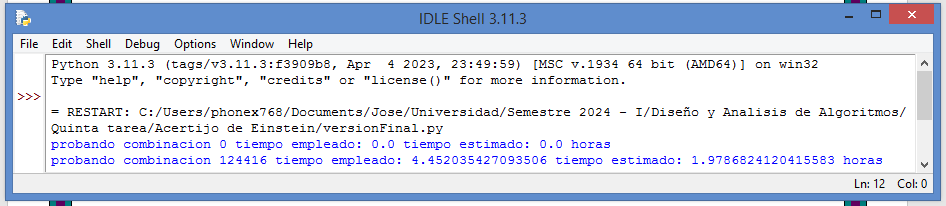 IDLE Shell 3.11.3
File Edit Shell Debug Options Window Help
Python 3.11.3 (tags/v3.11.3:f3909b8, Apr  4 2023, 23:49:59) [MSC v.1934 64 bit (AMD64)] on win32
Type "help", "copyright", "credits" or "license()" for more information.
>>>
= RESTART: C:/Users/phonex768/Documents/Jose/Universidad/Semestre 2024 - I/Diseño y Analisis de Algoritmos/
Quinta tarea/Acertijo de Einstein/versionFinal.py
probando combinacion 0 tiempo empleado: 0.0 tiempo estimado: 0.0 horas
probando combinacion 124416 tiempo empleado: 4.452035427093506 tiempo estimado: 1.9786824120415583 horas
Ln: 12 Col: 0